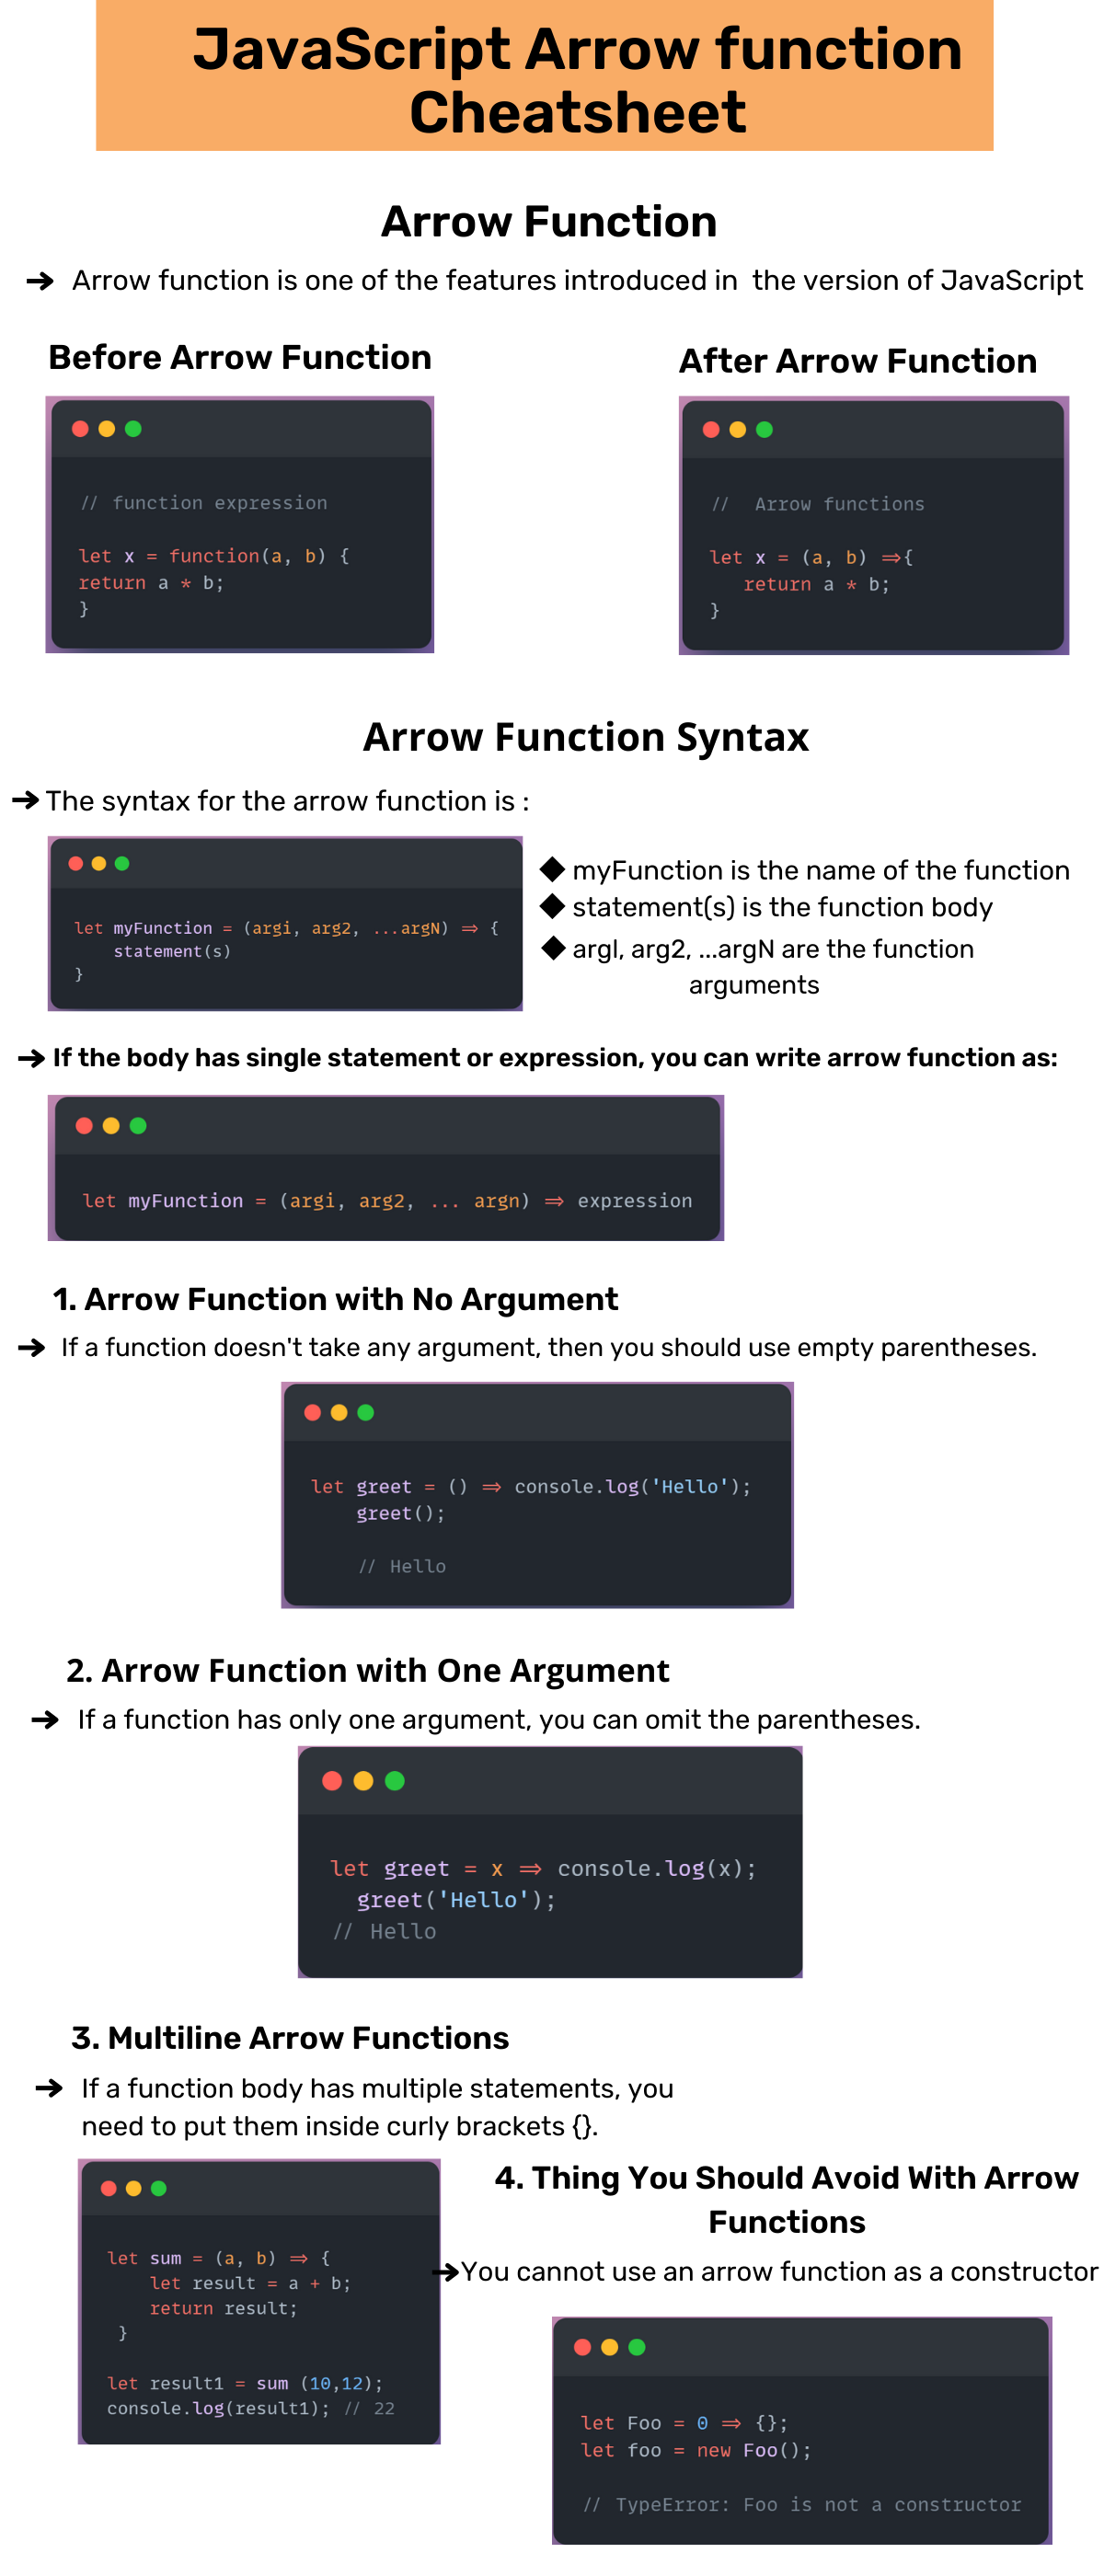 JavaScript Arrow function
Cheatsheet
Arrow Function
➔ Arrow function is one of the features introduced in the version of JavaScript
Before Arrow Function
// function expression
let x = function(a, b) {
return a * b;
}
After Arrow Function
// Arrow functions
let x = (a, b) =>{
return a * b;
}
Arrow Function Syntax
➔ The syntax for the arrow function is :
let myFunction = (argi, arg2, ...argN) => {
statement(s)
}
◆ myFunction is the name of the function
◆ statement(s) is the function body
◆ argl, arg2, ...argN are the function
arguments
➔ If the body has single statement or expression, you can write arrow function as:
let myFunction = (argi, arg2, ... argn) => expression
1. Arrow Function with No Argument
➔ If a function doesn't take any argument, then you should use empty parentheses.
let greet = () => console.log('Hello');
greet();
// Hello
2. Arrow Function with One Argument
➔ If a function has only one argument, you can omit the parentheses.
let greet = x => console.log(x);
greet('Hello');
// Hello
3. Multiline Arrow Functions
➔ If a function body has multiple statements, you
need to put them inside curly brackets {}.
let sum = (a, b) => {
let result = a + b;
return result;
}
let result1 = sum (10,12);
console.log(result1); // 22
4. Thing You Should Avoid With Arrow
Functions
➔You cannot use an arrow function as a constructor
let Foo = 0 => {};
let foo = new Foo();
// TypeError: Foo is not a constructor